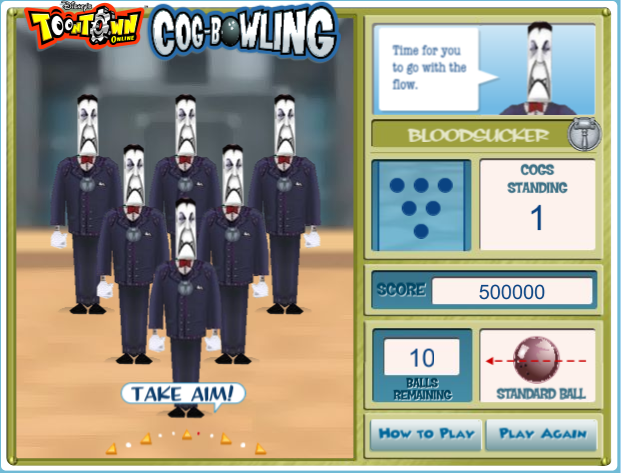 Disney's
TOONTOWN
ONLINE
COG-BOWLING
Time for you
to go with the
flow.
BLOODSUCKER
COGS
STANDING
1
SCORE
500000
10
BALLS
REMAINING
STANDARD BALL
TAKE AIM!
HOW TO PLAY
PLAY AGAIN